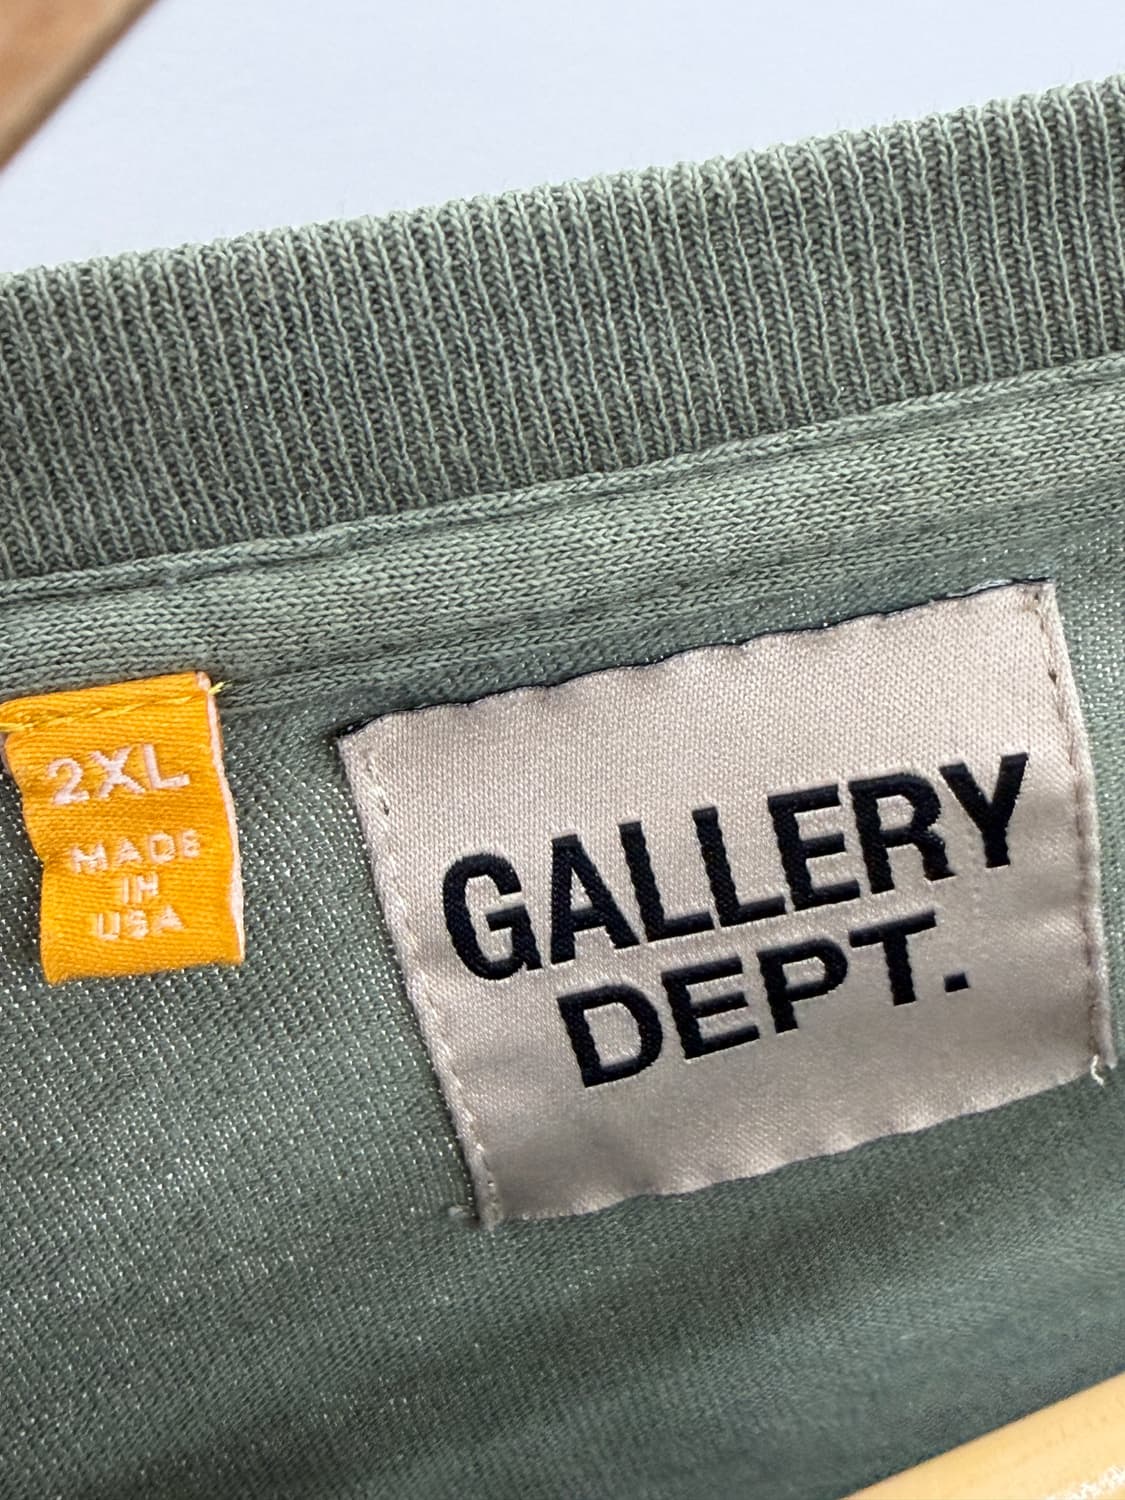 2XL
MADE
IN
USA
GALLERY
DEPT.